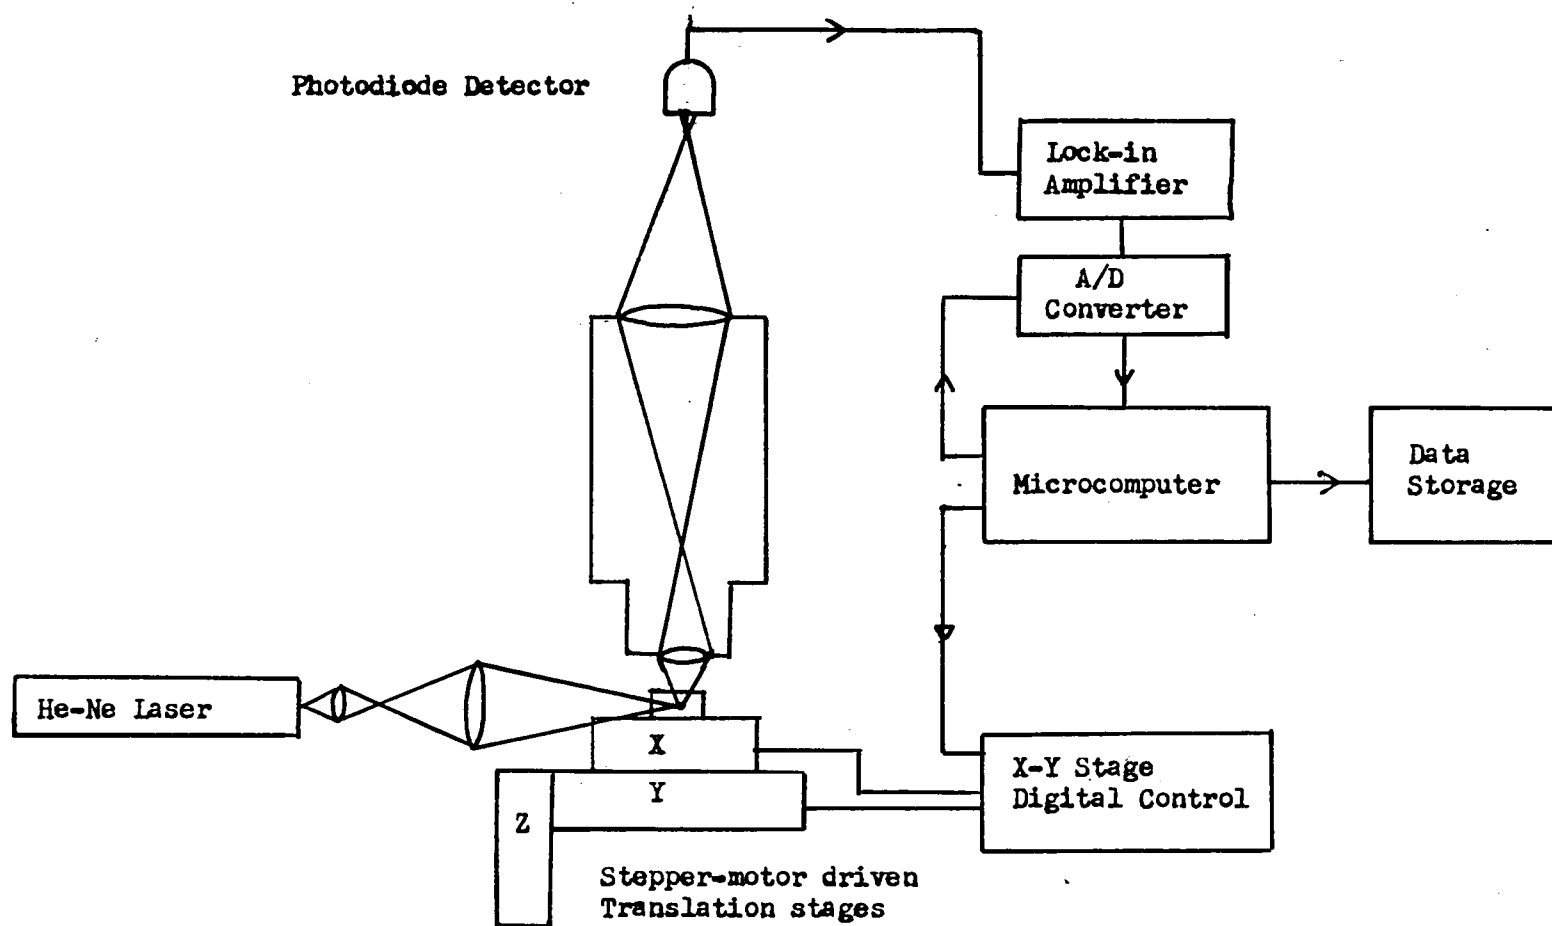 Photodiode Detector
Lock-in
Amplifier
A/D
Converter
Microcomputer
Data
Storage
He-Ne Laser
X
Y
Z
X-Y Stage
Digital Control
Stepper-motor driven
Translation stages